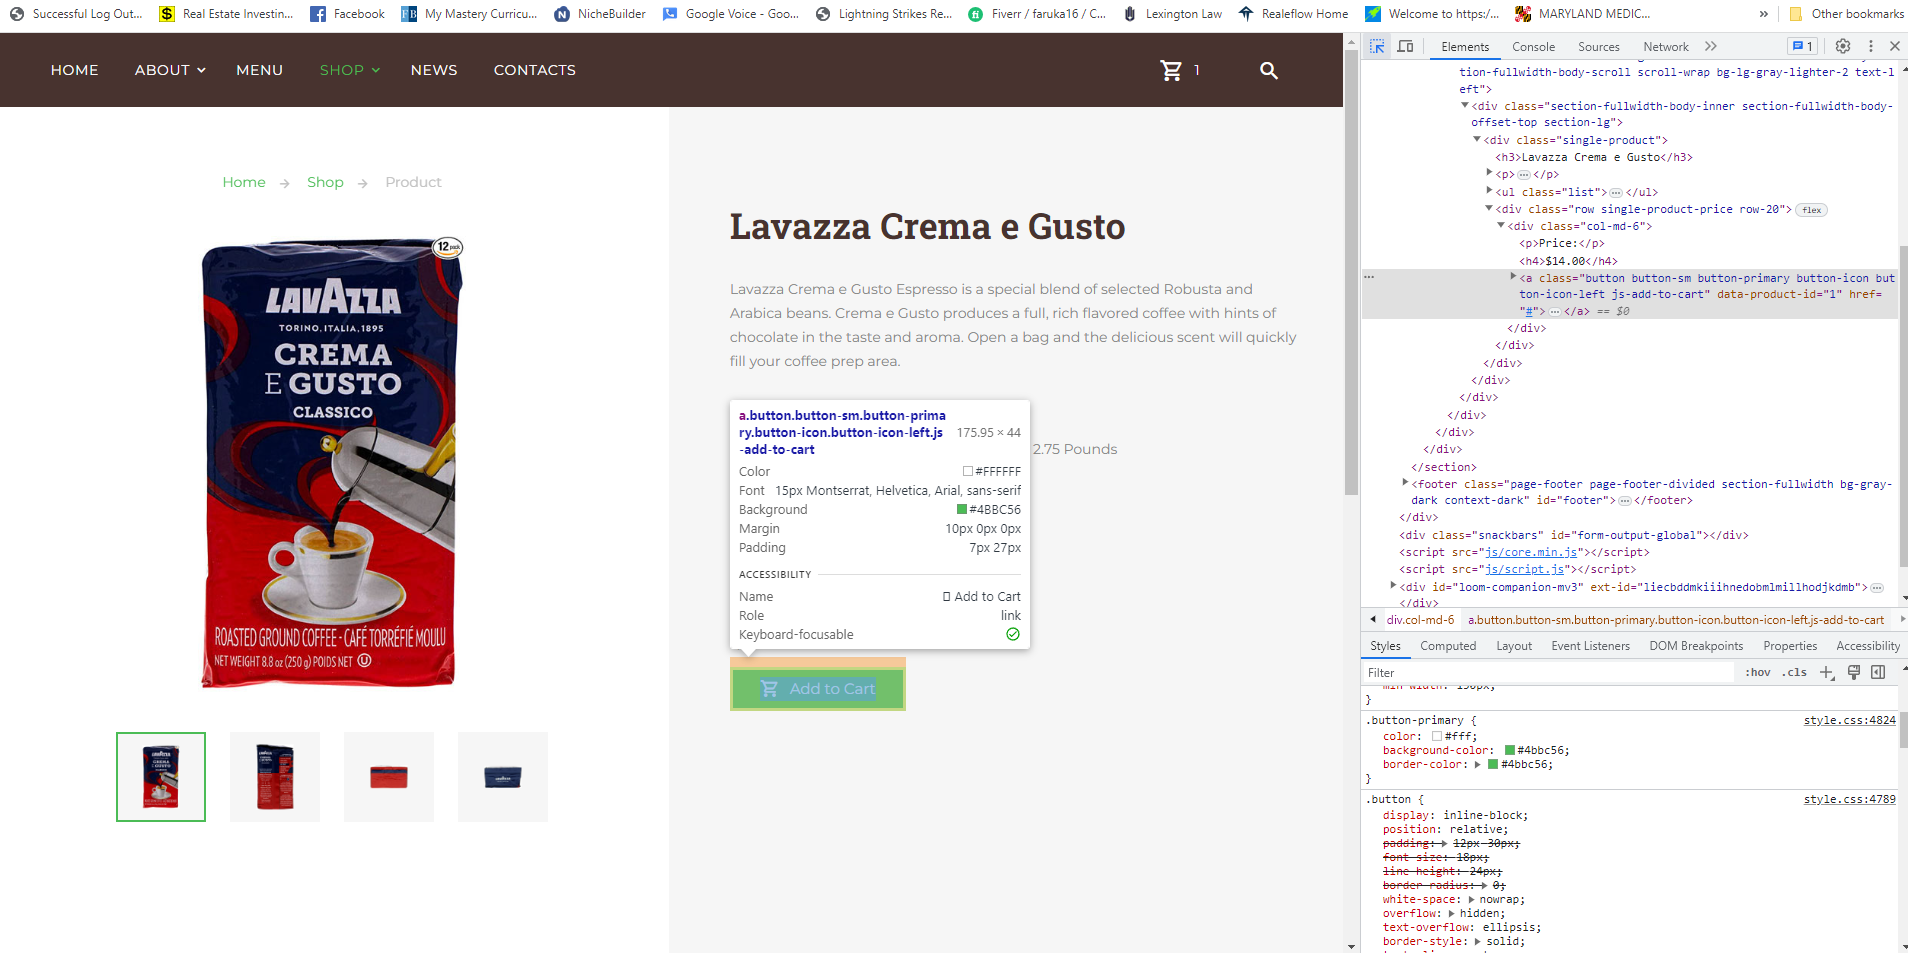 Successful Log Out...
Real Estate Investin...
Facebook
My Mastery Curricu...
NicheBuilder
Google Voice - Goo...
Lightning Strikes Re...
Fiverr / faruka16 / C...
Lexington Law
Realeflow Home
Welcome to https:/...
MARYLAND MEDIC...
»
Other bookmarks
HOME
ABOUT
MENU
SHOP
NEWS
CONTACTS
1
Home
Shop
Product
12 pack
LAVAZZA
TORINO, ITALIA, 1895
CREMA
E GUSTO
CLASSICO
ROASTED GROUND COFFEE - CAFÉ TORRÉFIÉ MOULU
NET WEIGHT 8.8 oz (250 g) POIDS NET
Lavazza Crema e Gusto
Lavazza Crema e Gusto Espresso is a special blend of selected Robusta and
Arabica beans. Crema e Gusto produces a full, rich flavored coffee with hints of
chocolate in the taste and aroma. Open a bag and the delicious scent will quickly
fill your coffee prep area.
2.75 Pounds
a.button.button-sm.button-prima
ry.button-icon.button-icon-left.js
-add-to-cart
175.95 × 44
Color #FFFFFF
Font 15px Montserrat, Helvetica, Arial, sans-serif
Background #4BBC56
Margin 10px 0px 0px
Padding 7px 27px
ACCESSIBILITY
Name Add to Cart
Role link
Keyboard-focusable
Add to Cart
Elements
Console
Sources
Network
1
tion-fullwidth-body-scroll scroll-wrap bg-lg-gray-lighter-2 text-l
eft">
<div class="section-fullwidth-body-inner section-fullwidth-body-
offset-top section-lg">
<div class="single-product">
<h3>Lavazza Crema e Gusto</h3>
<p>…</p>
<ul class="list">…</ul>
<div class="row single-product-price row-20"> flex
<div class="col-md-6">
<p>Price:</p>
<h4>$14.00</h4>
<a class="button button-sm button-primary button-icon but
ton-icon-left js-add-to-cart" data-product-id="1" href=
"#">…</a> == $0
</div>
</div>
</div>
</div>
</div>
</div>
</div>
</div>
</section>
<footer class="page-footer page-footer-divided section-fullwidth bg-gray-
dark context-dark" id="footer">…</footer>
</div>
<div class="snackbars" id="form-output-global"></div>
<script src="js/core.min.js"></script>
<script src="js/script.js"></script>
<div id="loom-companion-mv3" ext-id="liecbddmkiiihnedobmlmillhodjkdmb">…
</div>
div.col-md-6
a.button.button-sm.button-primary.button-icon.button-icon-left.js-add-to-cart
Styles
Computed
Layout
Event Listeners
DOM Breakpoints
Properties
Accessibility
Filter
:hov
.cls
min-width: 130px;
}
.button-primary {
style.css:4824
color: #fff;
background-color: #4bbc56;
border-color: #4bbc56;
}
.button {
style.css:4789
display: inline-block;
position: relative;
padding: 12px 30px;
font-size: 18px;
line-height: 24px;
border-radius: 0;
white-space: nowrap;
overflow: hidden;
text-overflow: ellipsis;
border-style: solid;